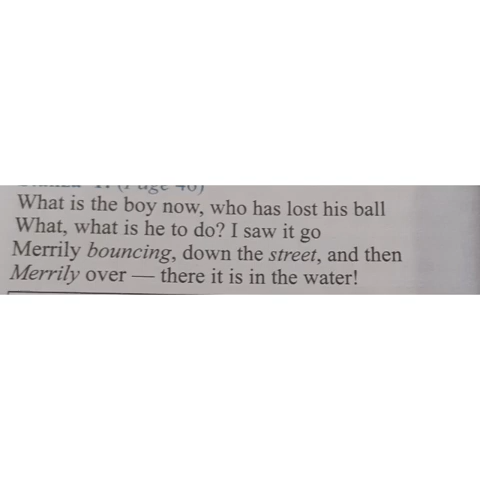 What is the boy now, who has lost his ball
What, what is he to do? I saw it go
Merrily bouncing, down the street, and then
Merrily over — there it is in the water!